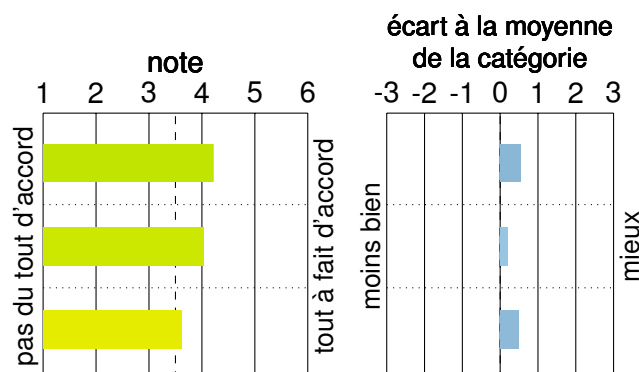 note
1 2 3 4 5 6
pas du tout d'accord
tout à fait d'accord
écart à la moyenne
de la catégorie
-3 -2 -1 0 1 2 3
moins bien
mieux